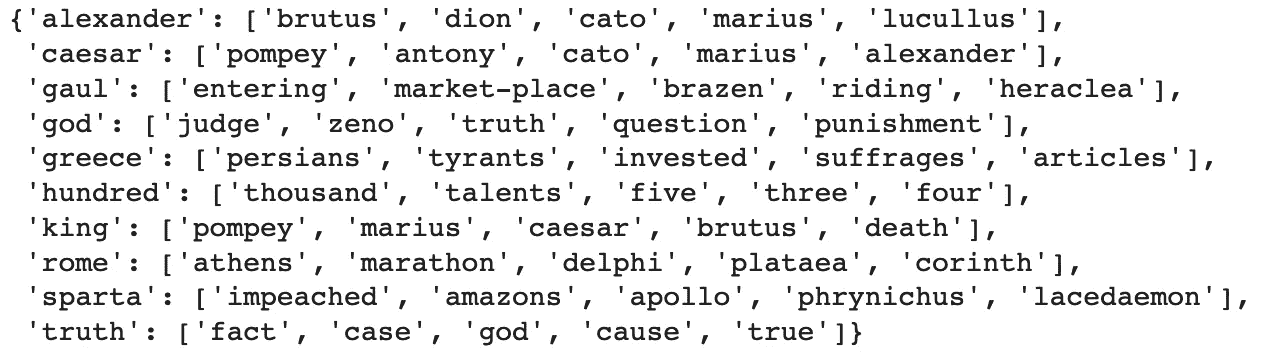 {'alexander': ['brutus', 'dion', 'cato', 'marius', 'lucullus'],
'caesar': ['pompey', 'antony', 'cato', 'marius', 'alexander'],
'gaul': ['entering', 'market-place', 'brazen', 'riding', 'heraclea'],
'god': ['judge', 'zeno', 'truth', 'question', 'punishment'],
'greece': ['persians', 'tyrants', 'invested', 'suffrages', 'articles'],
'hundred': ['thousand', 'talents', 'five', 'three', 'four'],
'king': ['pompey', 'marius', 'caesar', 'brutus', 'death'],
'rome': ['athens', 'marathon', 'delphi', 'plataea', 'corinth'],
'sparta': ['impeached', 'amazons', 'apollo', 'phrynichus', 'lacedaemon'],
'truth': ['fact', 'case', 'god', 'cause', 'true']}